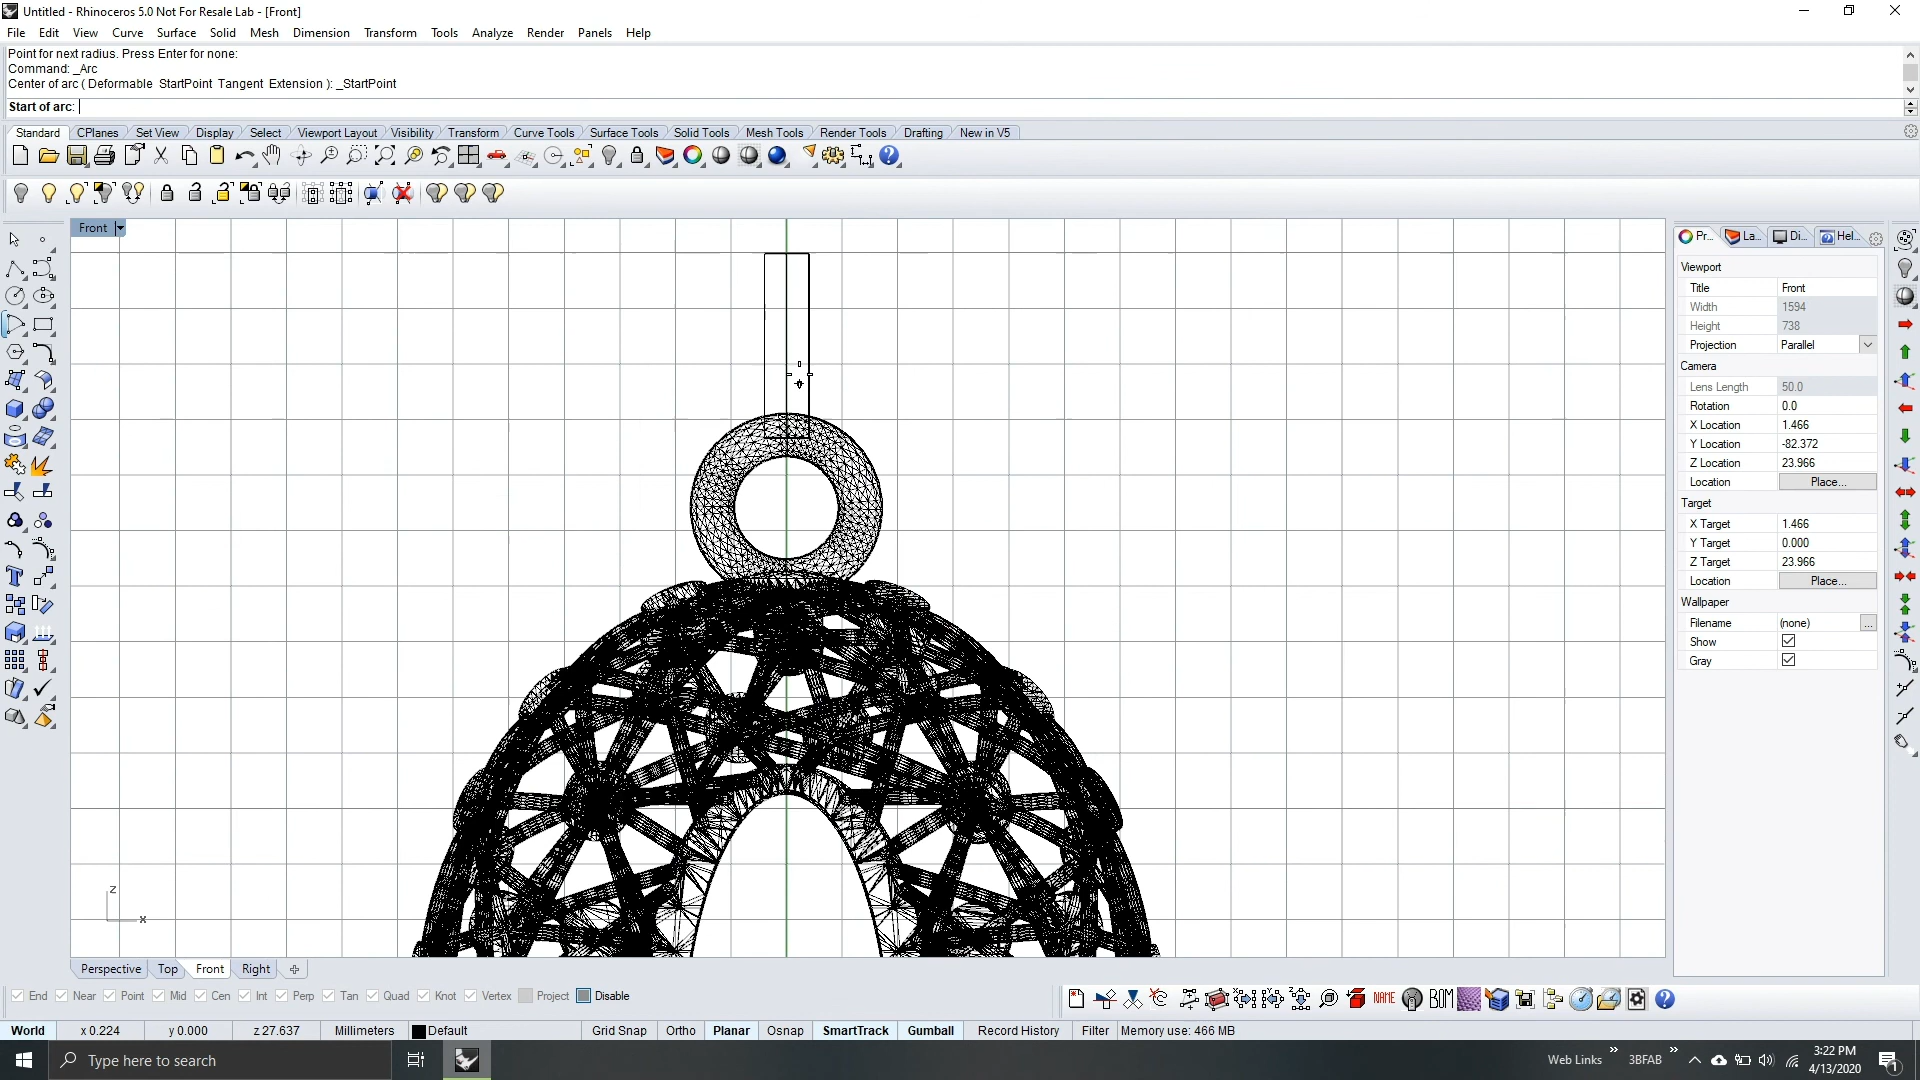 Untitled - Rhinoceros 5.0 Not For Resale Lab - [Front]
File Edit View Curve Surface Solid Mesh Dimension Transform Tools Analyze Render Panels Help
Point for next radius. Press Enter for none:
Command: _Arc
Center of arc ( Deformable StartPoint Tangent Extension ): _StartPoint
Start of arc:
Standard CPlanes Set View Display Select Viewport Layout Visibility Transform Curve Tools Surface Tools Solid Tools Mesh Tools Render Tools Drafting New in V5
Front
Pr... La... Di... Hel...
Viewport
Title Front
Width 1594
Height 738
Projection Parallel
Camera
Lens Length 50.0
Rotation 0.0
X Location 1.466
Y Location -82.372
Z Location 23.966
Location Place...
Target
X Target 1.466
Y Target 0.000
Z Target 23.966
Location Place...
Wallpaper
Filename (none) ...
Show
Gray
z
x
Perspective Top Front Right
End Near Point Mid Cen Int Perp Tan Quad Knot Vertex Project Disable
NAME BOM
World x 0.224 y 0.000 z 27.637 Millimeters Default Grid Snap Ortho Planar Osnap SmartTrack Gumball Record History Filter Memory use: 466 MB
Type here to search
Web Links » 3BFAB »
3:22 PM
4/13/2020
1